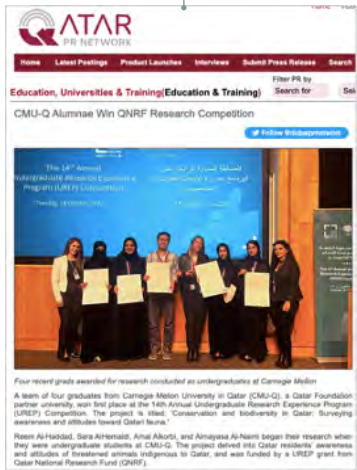 QATAR
PR NETWORK
Home Latest Postings Product Launches Interviews Submit Press Release Search
Filter PR by
Education, Universities & Training(Education & Training) Search for
CMU-Q Alumnae Win QNRF Research Competition
Follow
The 14th Annual
Undergraduate Research Experience
Program (UREP) Competition
Four recent grads awarded for research conducted as undergraduates at Carnegie Mellon
A team of four graduates from Carnegie Mellon University in Qatar (CMU-Q), a Qatar Foundation
partner university, won first place at the 14th Annual Undergraduate Research Experience Program
(UREP) Competition. The project is titled: 'Conservation and biodiversity in Qatar: Surveying
awareness and attitudes toward Qatari fauna.'
Reem Al-Haddad, Sara Al-Hemaidi, Amal Alkorbi, and Almayasa Al-Naimi began their research when
they were undergraduate students at CMU-Q. The project delved into Qatar residents' awareness
and attitudes of threatened animals indigenous to Qatar, and was funded by a UREP grant from
Qatar National Research Fund (QNRF).